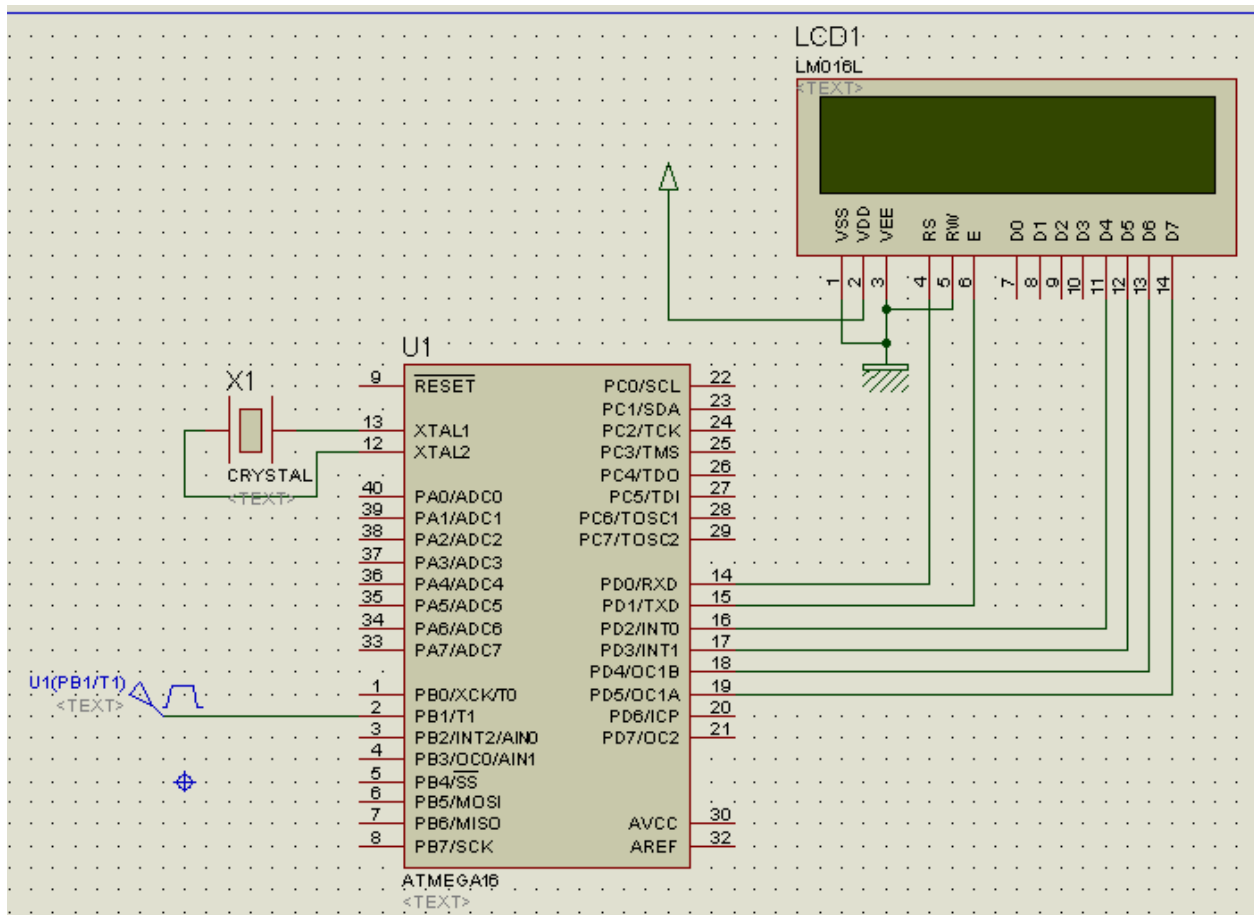 LCD1
LM016L
<TEXT>
VSS
VDD
VEE
RS
RW
E
D0
D1
D2
D3
D4
D5
D6
D7
1
2
3
4
5
6
7
8
9
10
11
12
13
14
U1
X1
CRYSTAL
<TEXT>
9 RESET PC0/SCL 22
PC1/SDA 23
13 XTAL1 PC2/TCK 24
12 XTAL2 PC3/TMS 25
PC4/TDO 26
40 PA0/ADC0 PC5/TDI 27
39 PA1/ADC1 PC6/TOSC1 28
38 PA2/ADC2 PC7/TOSC2 29
37 PA3/ADC3
36 PA4/ADC4 PD0/RXD 14
35 PA5/ADC5 PD1/TXD 15
34 PA6/ADC6 PD2/INT0 16
33 PA7/ADC7 PD3/INT1 17
PD4/OC1B 18
1 PB0/XCK/T0 PD5/OC1A 19
2 PB1/T1 PD6/ICP 20
3 PB2/INT2/AIN0 PD7/OC2 21
4 PB3/OC0/AIN1
5 PB4/SS
6 PB5/MOSI
7 PB6/MISO AVCC 30
8 PB7/SCK AREF 32
U1(PB1/T1)
<TEXT>
ATMEGA16
<TEXT>